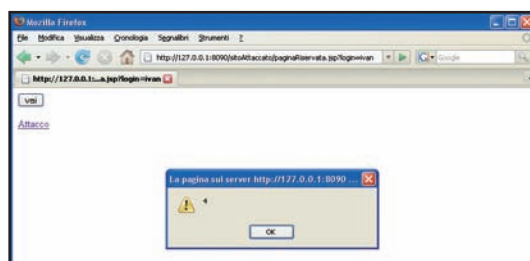 Mozilla Firefox
File Modifica Visualizza Cronologia Segnalibri Strumenti ?
http://127.0.0.1:8090/sitoAttaccato/paginaRiservata.jsp?login=ivan
Google
http://127.0.0.1:...a.jsp?login=ivan
vai
Attacco
La pagina sul server http://127.0.0.1:8090 ...
4
OK